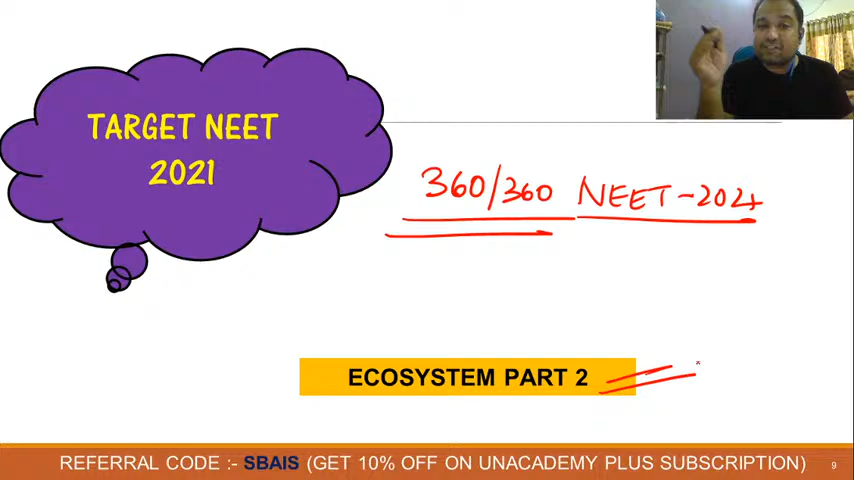 TARGET NEET
2021
360/360 NEET-2021
ECOSYSTEM PART 2
REFERRAL CODE :- SBAIS (GET 10% OFF ON UNACADEMY PLUS SUBSCRIPTION)
9